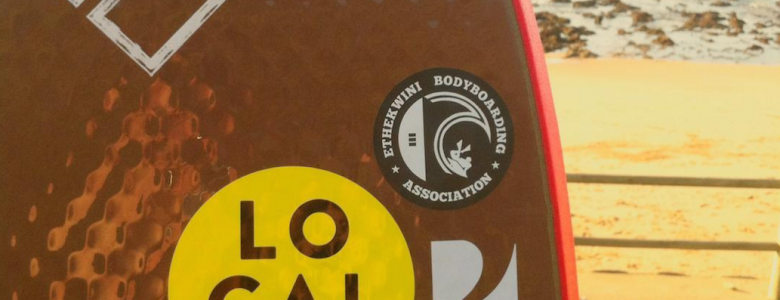 ETHEKWINI BODYBOARDING
ASSOCIATION
LO
CAL